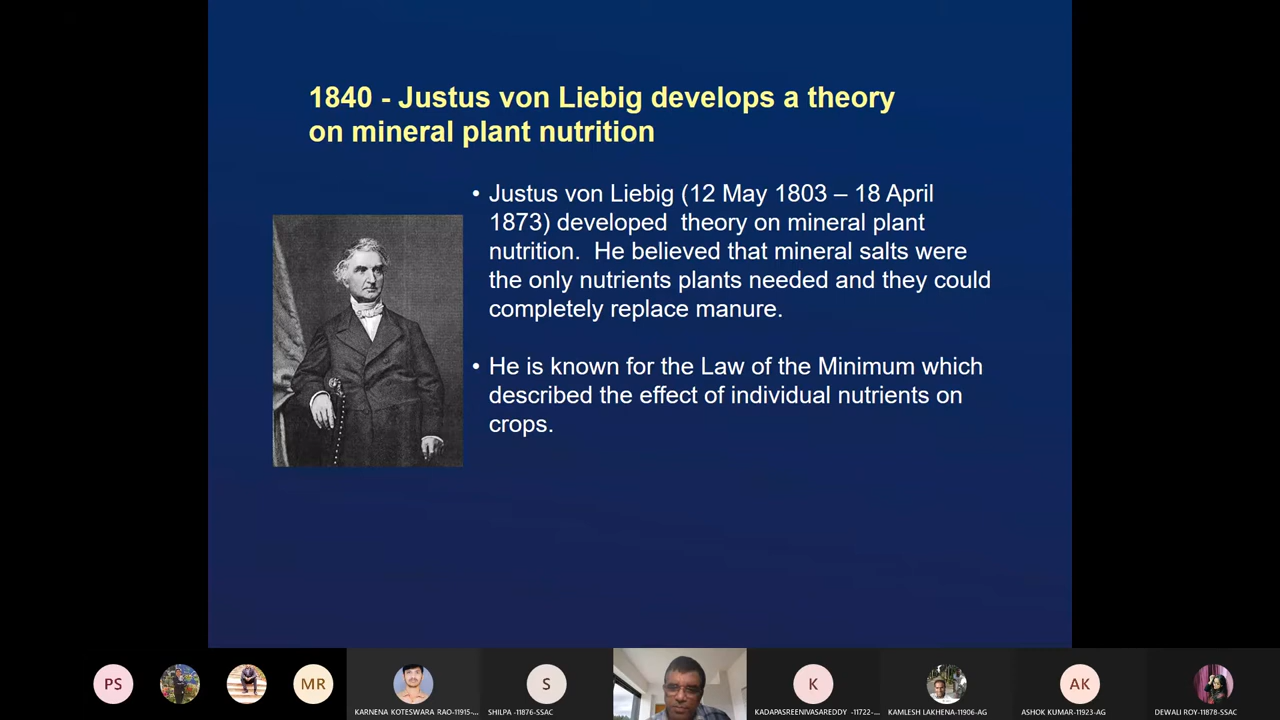 1840 - Justus von Liebig develops a theory
on mineral plant nutrition
• Justus von Liebig (12 May 1803 – 18 April
1873) developed  theory on mineral plant
nutrition.  He believed that mineral salts were
the only nutrients plants needed and they could
completely replace manure.
• He is known for the Law of the Minimum which
described the effect of individual nutrients on
crops.
PS
MR
S
K
AK
KARNENA KOTESWARA RAO-11915-...
SHILPA -11876-SSAC
KADAPASREENIVASAREDDY -11722-...
KAMLESH LAKHENA-11906-AG
ASHOK KUMAR-11923-AG
DEWALI ROY-11878-SSAC